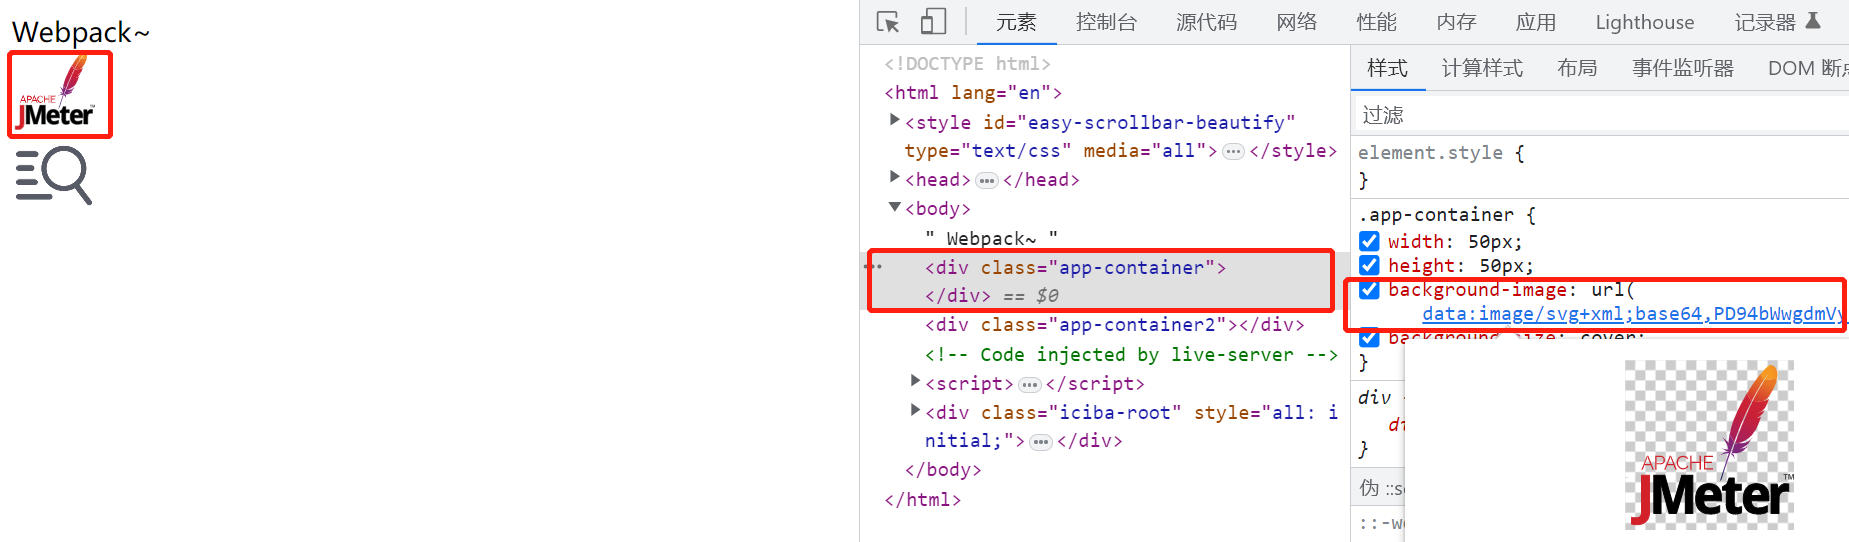 Webpack~
APACHE
JMeter™
元素 控制台 源代码 网络 性能 内存 应用 Lighthouse 记录器
<!DOCTYPE html>
<html lang="en">
<style id="easy-scrollbar-beautify"
type="text/css" media="all">…</style>
<head>…</head>
<body>
" Webpack~ "
<div class="app-container">
</div> == $0
<div class="app-container2"></div>
<!-- Code injected by live-server -->
<script>…</script>
<div class="iciba-root" style="all: i
nitial;">…</div>
</body>
</html>
样式 计算样式 布局 事件监听器 DOM 断点
过滤
element.style {
}
.app-container {
width: 50px;
height: 50px;
background-image: url(
data:image/svg+xml;base64,PD94bWwgdmVy
background-size: cover;
}
div
}
伪
APACHE
JMeter™